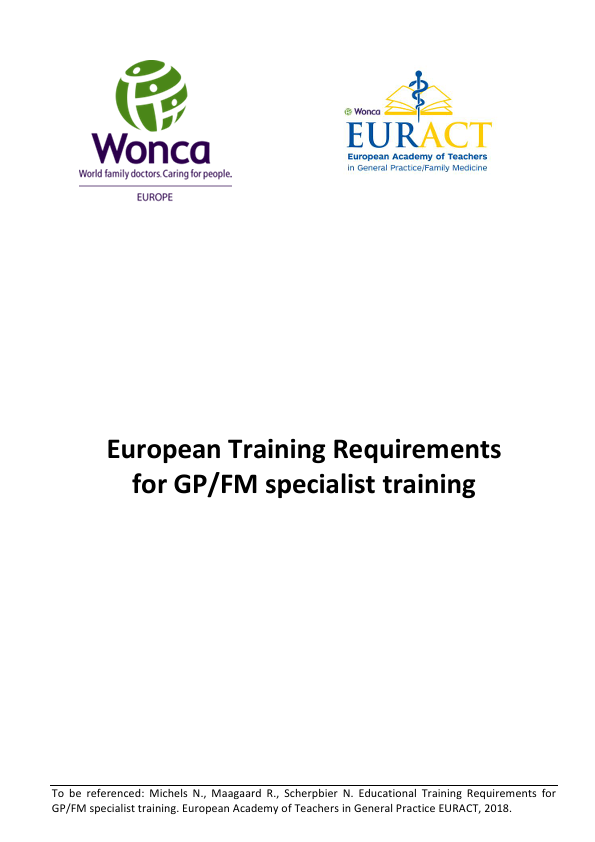 Wonca
World family doctors. Caring for people.
EUROPE
Wonca
EURACT
European Academy of Teachers
in General Practice/Family Medicine
European Training Requirements
for GP/FM specialist training
To be referenced: Michels N., Maagaard R., Scherpbier N. Educational Training Requirements for
GP/FM specialist training. European Academy of Teachers in General Practice EURACT, 2018.